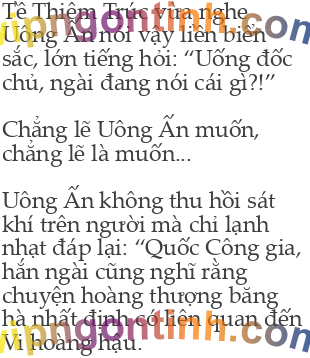 Tề Thiệm Trúc vừa nghe
Uông Ấn nói vậy liền biến
sắc, lớn tiếng hỏi: “Uống đốc
chủ, ngài đang nói cái gì?!”

Chẳng lẽ Uông Ấn muốn,
chẳng lẽ là muốn...

Uông Ấn không thu hồi sát
khí trên người mà chỉ lạnh
nhạt đáp lại: “Quốc Công gia,
hắn ngài cũng nghĩ rằng
chuyện hoàng thượng băng
hà nhất định có liên quan đến
Vi hoàng hậu.
vipngontinh.com
vipngontinh.com